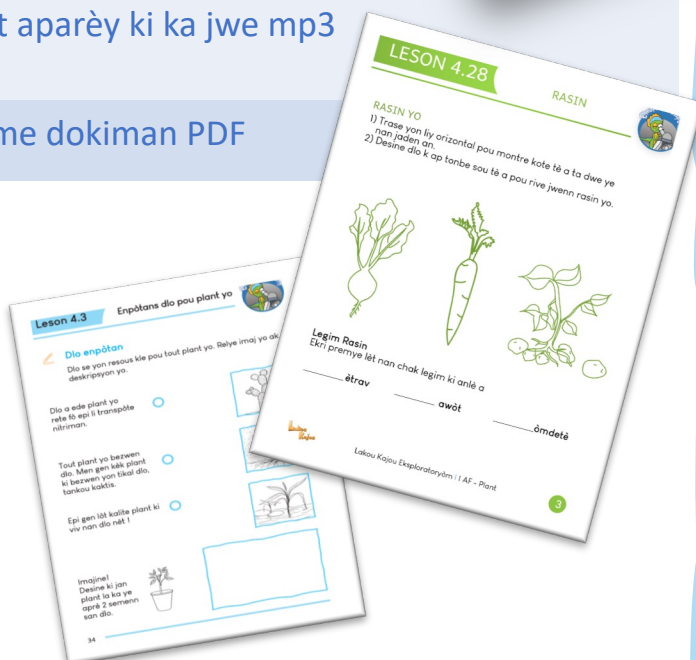 t aparèy ki ka jwe mp3
me dokiman PDF
LESON 4.28
RASIN
RASIN YO
1) Trase yon liy orizontal pou montre kote tè a ta dwe ye
nan jaden an.
2) Desine dlo k ap tonbe sou tè a pou rive jwenn rasin yo.
Legim Rasin
Ekri premye lèt nan chak legim ki anlè a
______ètrav
______awòt
______òmdetè
Lakou
Kajou
Lakou Kajou Eksploratoryòm | 1 AF - Plant
3
Leson 4.3
Enpòtans dlo pou plant yo
Dlo enpòtan
Dlo se yon resous kle pou tout plant yo. Relye imaj yo ak
deskripsyon yo.
Dlo a ede plant yo
rete fò epi li transpòte
nitriman.
Tout plant yo bezwen
dlo. Men gen kèk plant
ki bezwen yon tikal dlo,
tankou kaktis.
Epi gen lòt kalite plant ki
viv nan dlo nèt !
Imajine!
Desine ki jan
plant la ka ye
apré 2 semenn
san dlo.
34